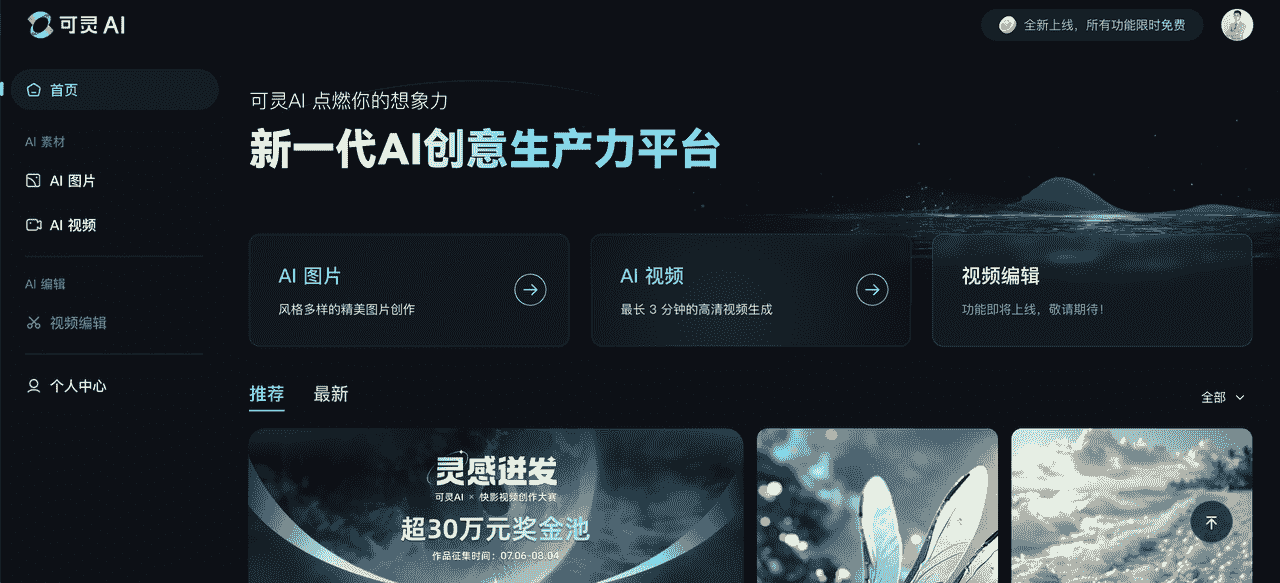 可灵 AI
全新上线，所有功能限时免费
首页
AI 素材
AI 图片
AI 视频
AI 编辑
视频编辑
个人中心
可灵AI 点燃你的想象力
新一代AI创意生产力平台
AI 图片
风格多样的精美图片创作
AI 视频
最长 3 分钟的高清视频生成
视频编辑
功能即将上线，敬请期待！
推荐 最新
全部
灵感迸发
可灵AI × 快影视频创作大赛
超30万元奖金池
作品征集时间：07.06-08.04